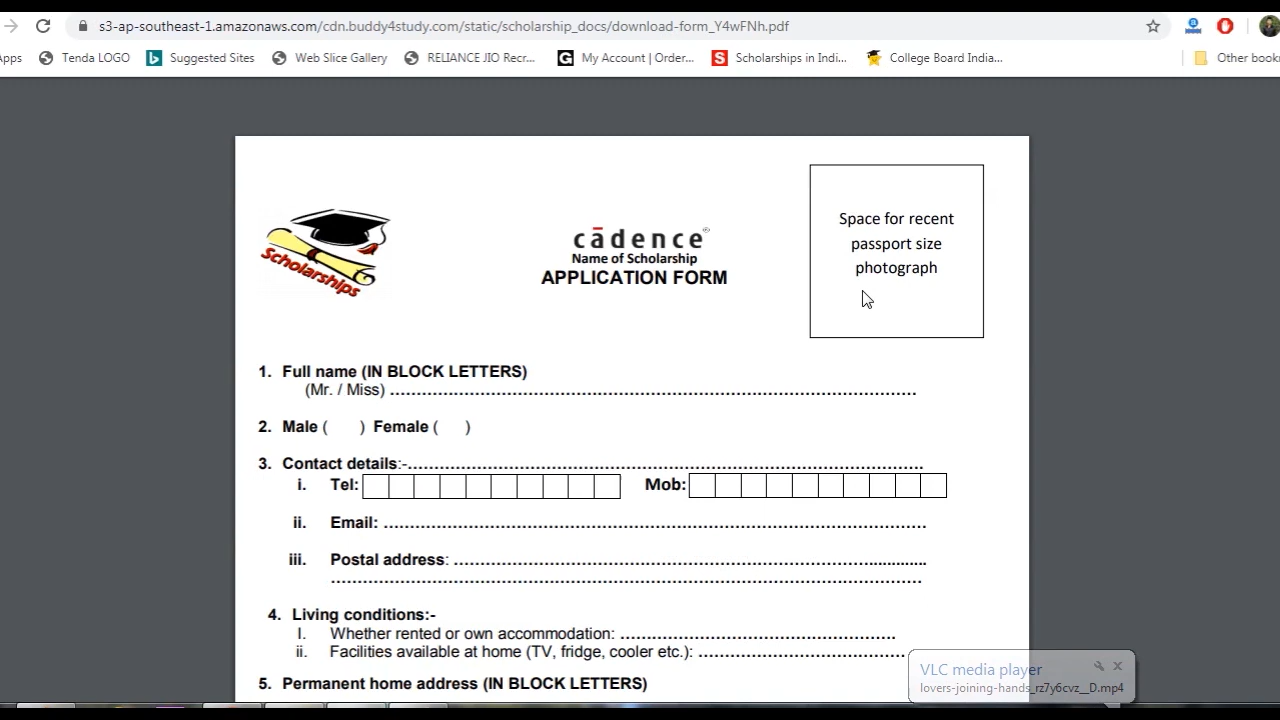 s3-ap-southeast-1.amazonaws.com/cdn.buddy4study.com/static/scholarship_docs/download-form_Y4wFNh.pdf
App Tenda LOGO Suggested Sites Web Slice Gallery RELIANCE JIO Recr... My Account | Order... Scholarships in Indi... College Board India... Other book
Scholarships
cādence®
Name of Scholarship
APPLICATION FORM
Space for recent
passport size
photograph
1. Full name (IN BLOCK LETTERS)
(Mr. / Miss) ....................................................................................................
2. Male ( ) Female ( )
3. Contact details:-....................................................................................................
i. Tel: Mob:
ii. Email: ....................................................................................................
iii. Postal address: ....................................................................................................
....................................................................................................
4. Living conditions:-
I. Whether rented or own accommodation: ....................................................
ii. Facilities available at home (TV, fridge, cooler etc.): .......................................
5. Permanent home address (IN BLOCK LETTERS)
VLC media player
lovers-joining-hands_rz7y6cvz__D.mp4